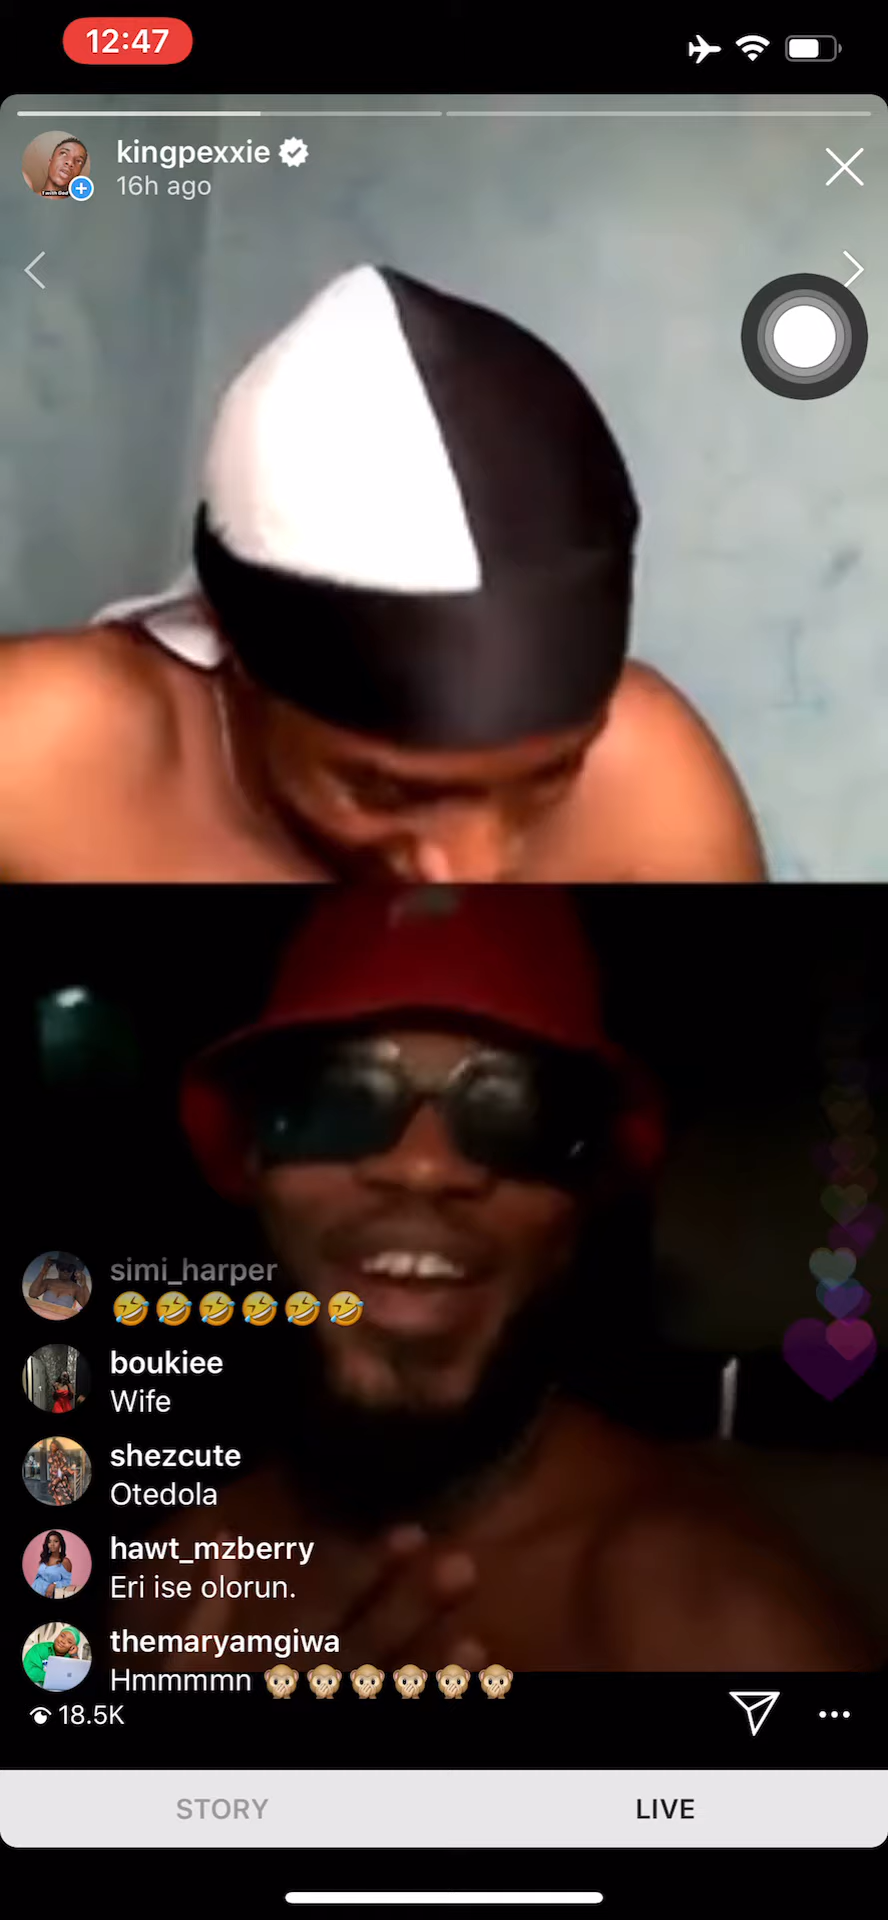 12:47
kingpexxie
16h ago
simi_harper
🤣🤣🤣🤣🤣🤣
boukiee
Wife
shezcute
Otedola
hawt_mzberry
Eri ise olorun.
themaryamgiwa
Hmmmmn 🙊🙊🙊🙊🙊🙊
18.5K
STORY
LIVE